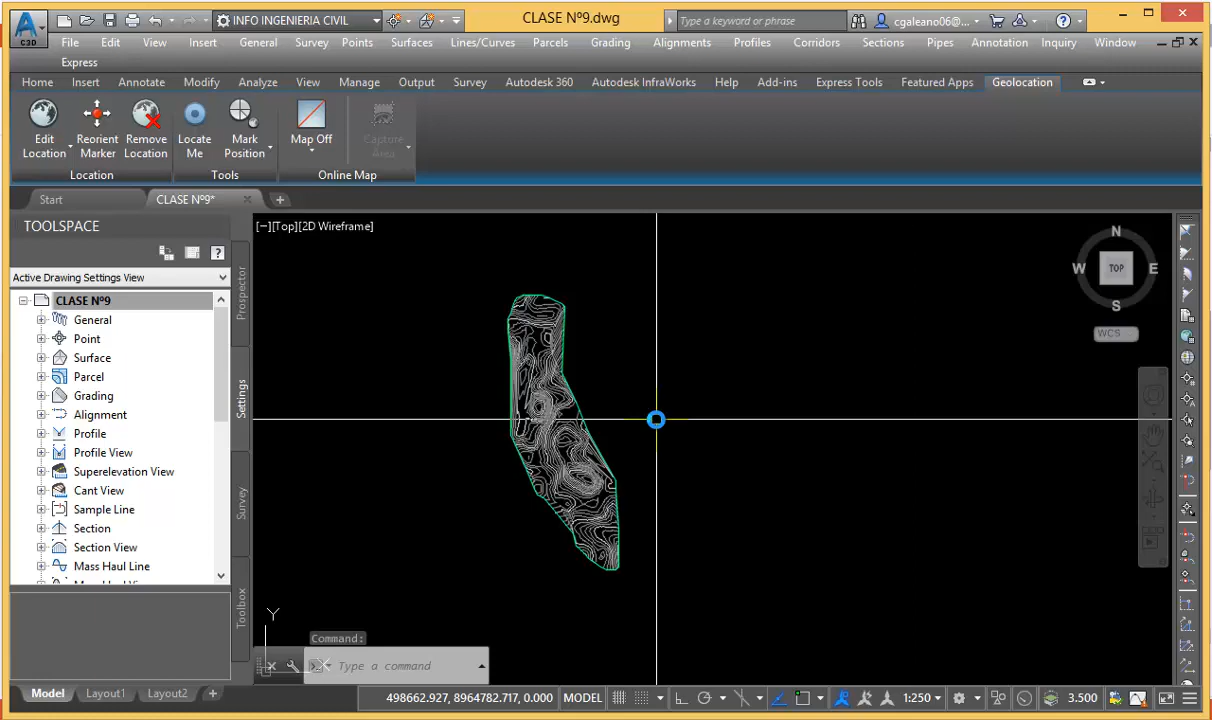 INFO INGENIERIA CIVIL
CLASE Nº9.dwg
Type a keyword or phrase
cgaleano06@...
A
C3D
File Edit View Insert General Survey Points Surfaces Lines/Curves Parcels Grading Alignments Profiles Corridors Sections Pipes Annotation Inquiry Window
Express
Home Insert Annotate Modify Analyze View Manage Output Survey Autodesk 360 Autodesk InfraWorks Help Add-ins Express Tools Featured Apps Geolocation
Edit Location
Reorient Marker
Remove Location
Locate Me
Mark Position
Map Off
Capture Area
Location Tools Online Map
Start CLASE Nº9*
TOOLSPACE
[−][Top][2D Wireframe]
Active Drawing Settings View
CLASE Nº9
General
Point
Surface
Parcel
Grading
Alignment
Profile
Profile View
Superelevation View
Cant View
Sample Line
Section
Section View
Mass Haul Line
Prospector
Settings
Survey
Toolbox
N
W TOP E
S
WCS
Y
X
Command:
Type a command
Model Layout1 Layout2
498662.927, 8964782.717, 0.000 MODEL 1:250 3.500